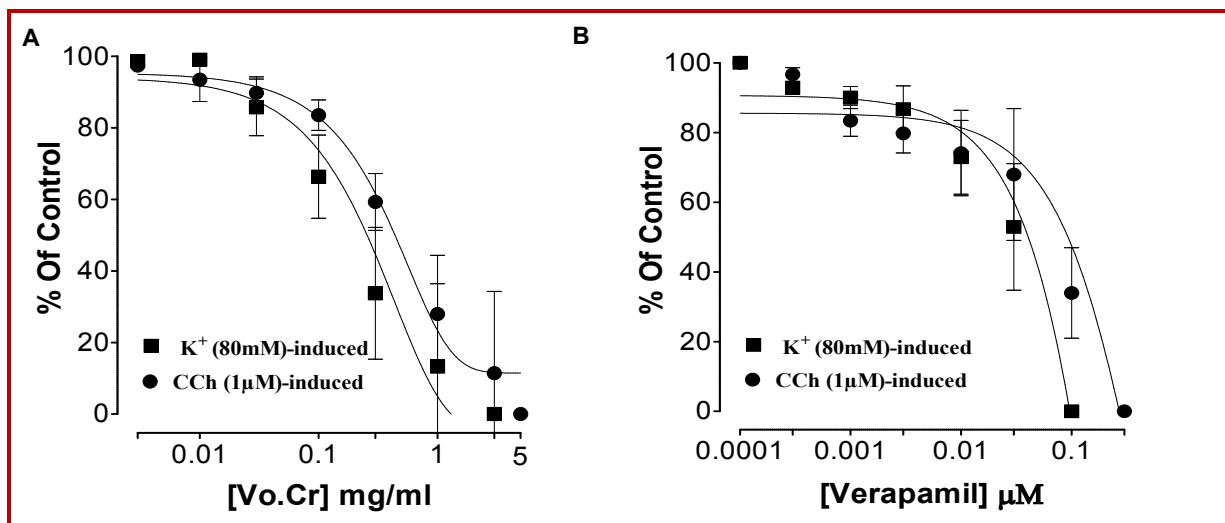 A
100
80
60
40
20
0
% Of Control
K+ (80mM)-induced
CCh (1µM)-induced
0.01
0.1
1
5
[Vo.Cr] mg/ml
B
100
80
60
40
20
0
% Of Control
K+ (80mM)-induced
CCh (1µM)-induced
0.0001
0.001
0.01
0.1
[Verapamil] µM